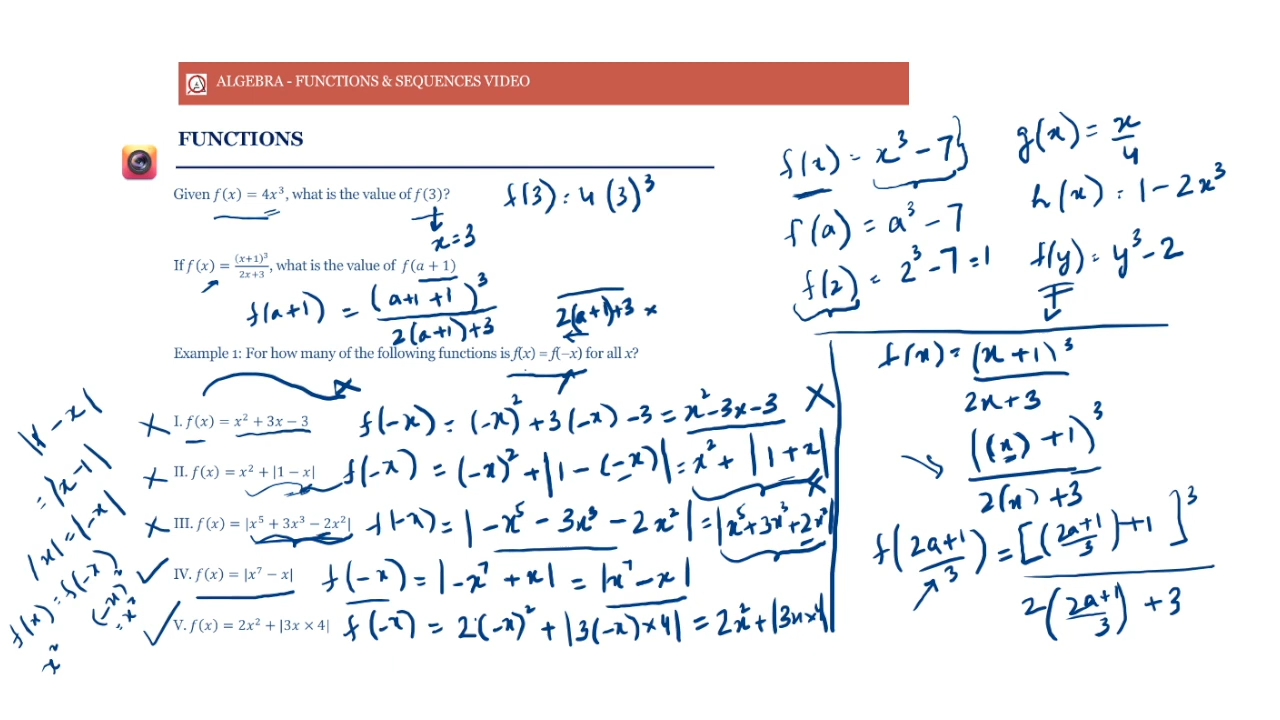 ALGEBRA - FUNCTIONS & SEQUENCES VIDEO
FUNCTIONS
Given f(x) = 4x³, what is the value of f(3)?
f(3) : 4 (3)³
x = 3
If f(x) = (x+1)³/2x+3, what is the value of f(a + 1)
f(a+1) = (a+1 +1)³/2(a+1)+3
2(a+1)+3 x
Example 1: For how many of the following functions is f(x) = f(−x) for all x?
X I. f(x) = x² + 3x − 3 f(-x) = (-x)² + 3(-x) - 3 = x² - 3x - 3 X
X II. f(x) = x² + |1 − x| f(-x) = (-x)² + |1 - (-x)| = x² + |1 + x| X
X III. f(x) = |x⁵ + 3x³ − 2x²| f(-x) = |-x⁵ - 3x³ - 2x²| = |x⁵ + 3x³ + 2x²|
✓ IV. f(x) = |x⁷ − x| f(-x) = |-x⁷ + x| = |x⁷ - x|
✓ V. f(x) = 2x² + |3x × 4| f(-x) = 2(-x)² + |3(-x) × 4| = 2x² + |3x × 4|
= |x-1|
|x| = |-x|
f(x) = f(-x)
x²
(-x)²
= x²
f(x) = x³ - 7}
f(a) = a³ - 7
f(2) = 2³ - 7 = 1
g(x) = x/4
h(x) : 1 - 2x³
f(y) = y³ - 2
f(x) = (x+1)³/2x+3
((x) + 1)³/2(x) + 3
f(2a+1/3) = [(2a+1/3) + 1]³/2(2a+1/3) + 3